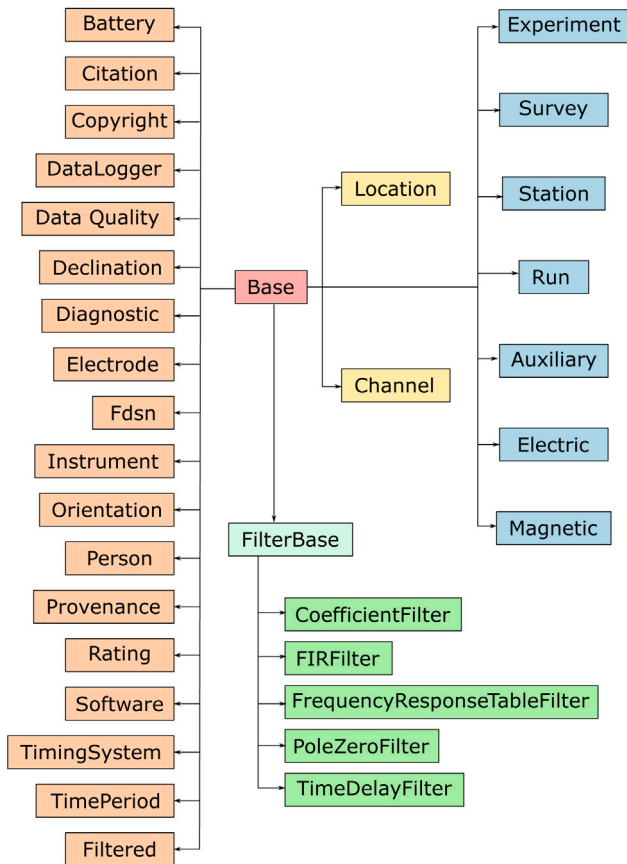 Battery
Citation
Copyright
DataLogger
Data Quality
Declination
Diagnostic
Electrode
Fdsn
Instrument
Orientation
Person
Provenance
Rating
Software
TimingSystem
TimePeriod
Filtered
Base
Location
Channel
FilterBase
CoefficientFilter
FIRFilter
FrequencyResponseTableFilter
PoleZeroFilter
TimeDelayFilter
Experiment
Survey
Station
Run
Auxiliary
Electric
Magnetic